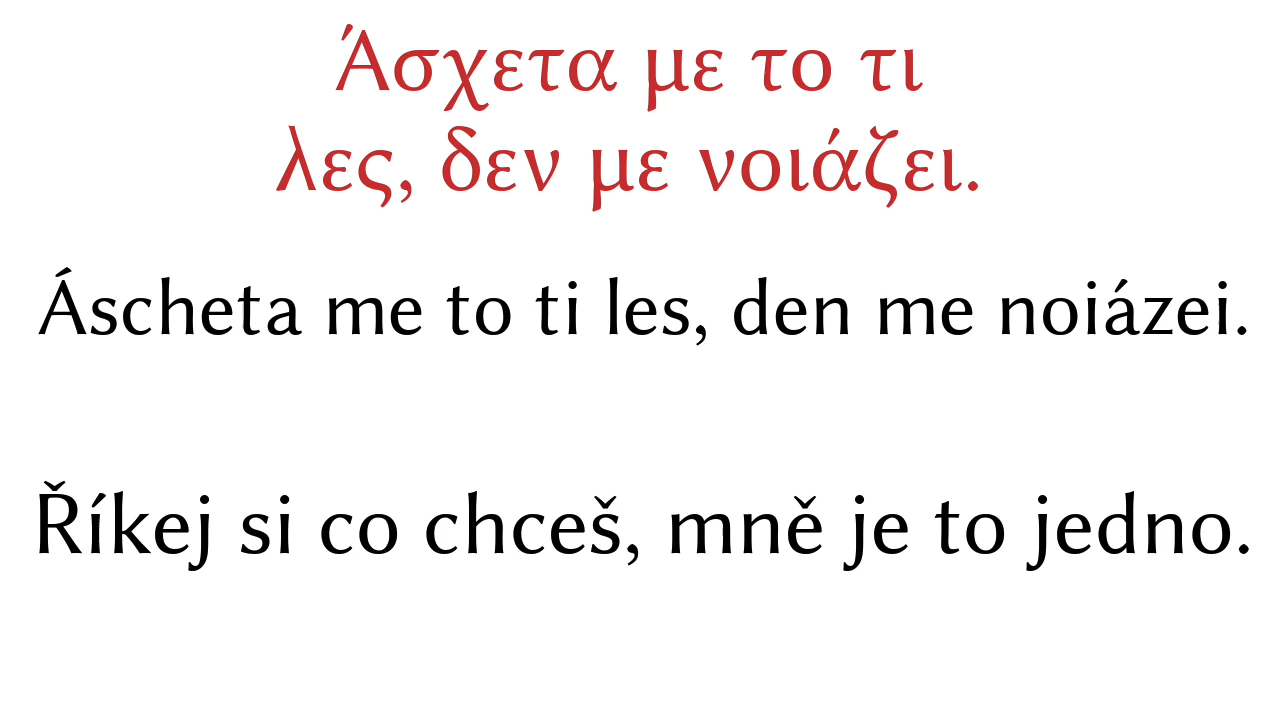 Άσχετα με το τι
λες, δεν με νοιάζει.
Áscheta me to ti les, den me noiázei.
Říkej si co chceš, mně je to jedno.